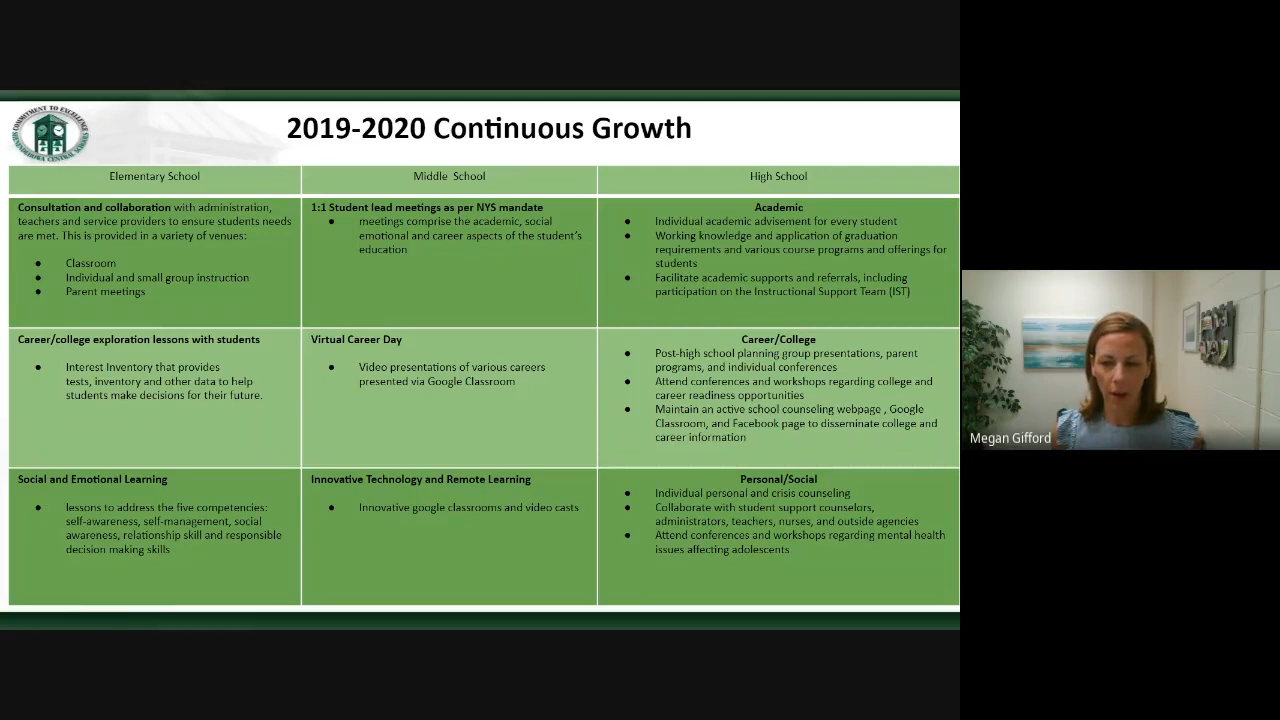 COMMITMENT TO EXCELLENCE
SHENENDEHOWA CENTRAL SCHOOLS
2019-2020 Continuous Growth
Elementary School
Middle School
High School
Consultation and collaboration with administration,
teachers and service providers to ensure students needs
are met. This is provided in a variety of venues:
● Classroom
● Individual and small group instruction
● Parent meetings
1:1 Student lead meetings as per NYS mandate
● meetings comprise the academic, social
emotional and career aspects of the student's
education
Academic
● Individual academic advisement for every student
● Working knowledge and application of graduation
requirements and various course programs and offerings for
students
● Facilitate academic supports and referrals, including
participation on the Instructional Support Team (IST)
Career/college exploration lessons with students
● Interest Inventory that provides
tests, inventory and other data to help
students make decisions for their future.
Virtual Career Day
● Video presentations of various careers
presented via Google Classroom
Career/College
● Post-high school planning group presentations, parent
programs, and individual conferences
● Attend conferences and workshops regarding college and
career readiness opportunities
● Maintain an active school counseling webpage , Google
Classroom, and Facebook page to disseminate college and
career information
Social and Emotional Learning
● lessons to address the five competencies:
self-awareness, self-management, social
awareness, relationship skill and responsible
decision making skills
Innovative Technology and Remote Learning
● Innovative google classrooms and video casts
Personal/Social
● Individual personal and crisis counseling
● Collaborate with student support counselors,
administrators, teachers, nurses, and outside agencies
● Attend conferences and workshops regarding mental health
issues affecting adolescents
Megan Gifford